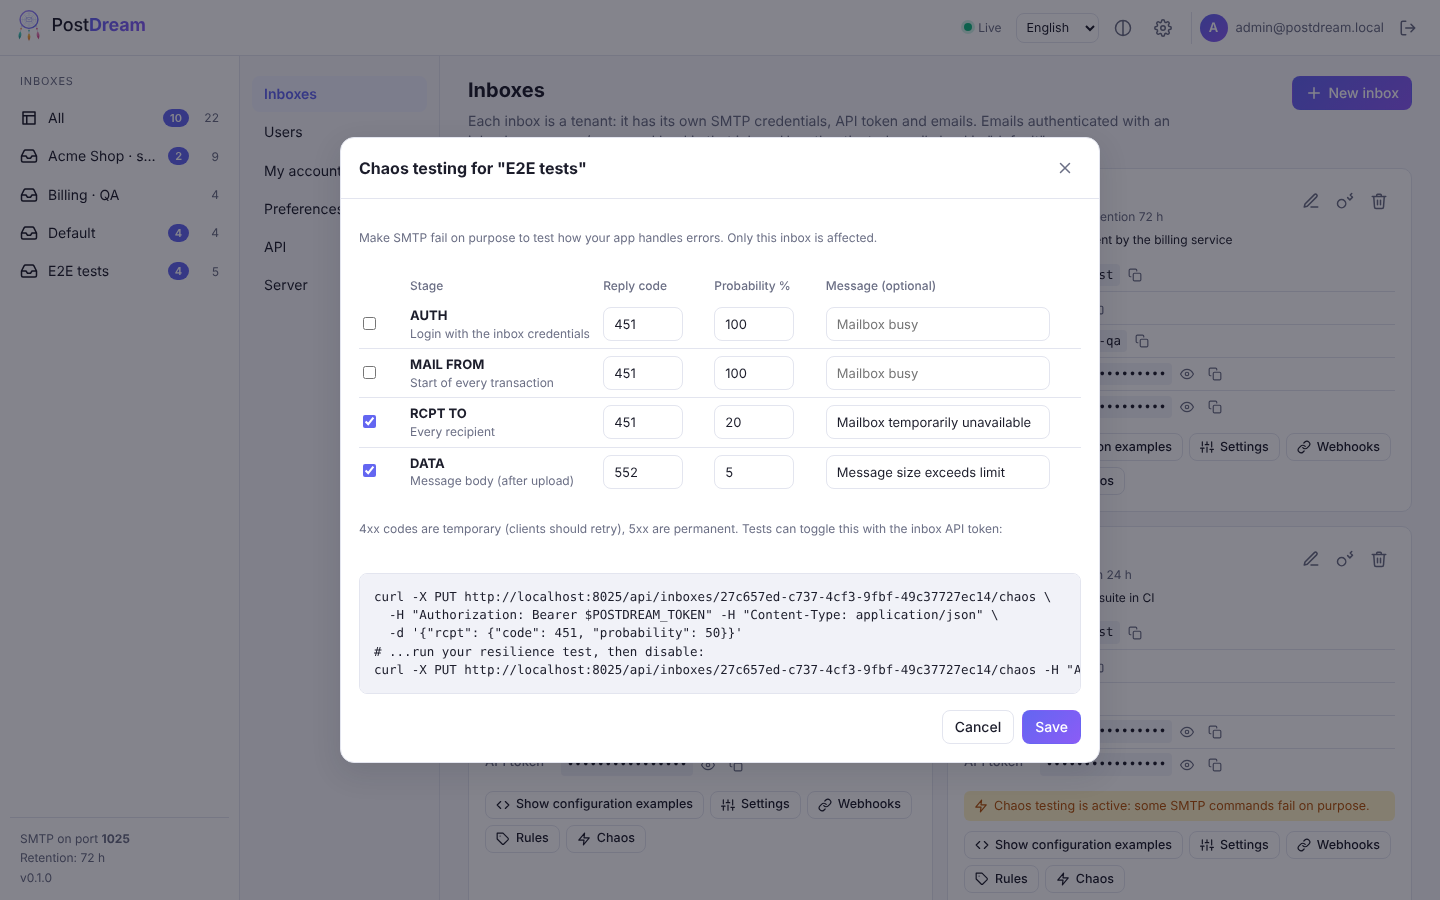 PostDream
Live
English
A
admin@postdream.local
INBOXES
All 10 22
Acme Shop · s... 2 9
Billing · QA 4
Default 4 4
E2E tests 4 5
SMTP on port 1025
Retention: 72 h
v0.1.0
Inboxes
Users
My account
Preferences
API
Server
Inboxes
New inbox
Each inbox is a tenant: it has its own SMTP credentials, API token and emails. Emails authenticated with an
Chaos testing for "E2E tests"
Make SMTP fail on purpose to test how your app handles errors. Only this inbox is affected.
Stage Reply code Probability % Message (optional)
AUTH
Login with the inbox credentials
451 100 Mailbox busy
MAIL FROM
Start of every transaction
451 100 Mailbox busy
RCPT TO
Every recipient
451 20 Mailbox temporarily unavailable
DATA
Message body (after upload)
552 5 Message size exceeds limit
4xx codes are temporary (clients should retry), 5xx are permanent. Tests can toggle this with the inbox API token:
curl -X PUT http://localhost:8025/api/inboxes/27c657ed-c737-4cf3-9fbf-49c37727ec14/chaos \
-H "Authorization: Bearer $POSTDREAM_TOKEN" -H "Content-Type: application/json" \
-d '{"rcpt": {"code": 451, "probability": 50}}'
# ...run your resilience test, then disable:
curl -X PUT http://localhost:8025/api/inboxes/27c657ed-c737-4cf3-9fbf-49c37727ec14/chaos -H "A
Cancel
Save
ention 72 h
nt by the billing service
st
-qa
••••••••••
••••••••••
on examples
Settings
Webhooks
os
24 h
suite in CI
st
••••••••••
API token ••••••••••••••••
API token ••••••••••••••••
Show configuration examples
Settings
Webhooks
Rules
Chaos
Chaos testing is active: some SMTP commands fail on purpose.
Show configuration examples
Settings
Webhooks
Rules
Chaos